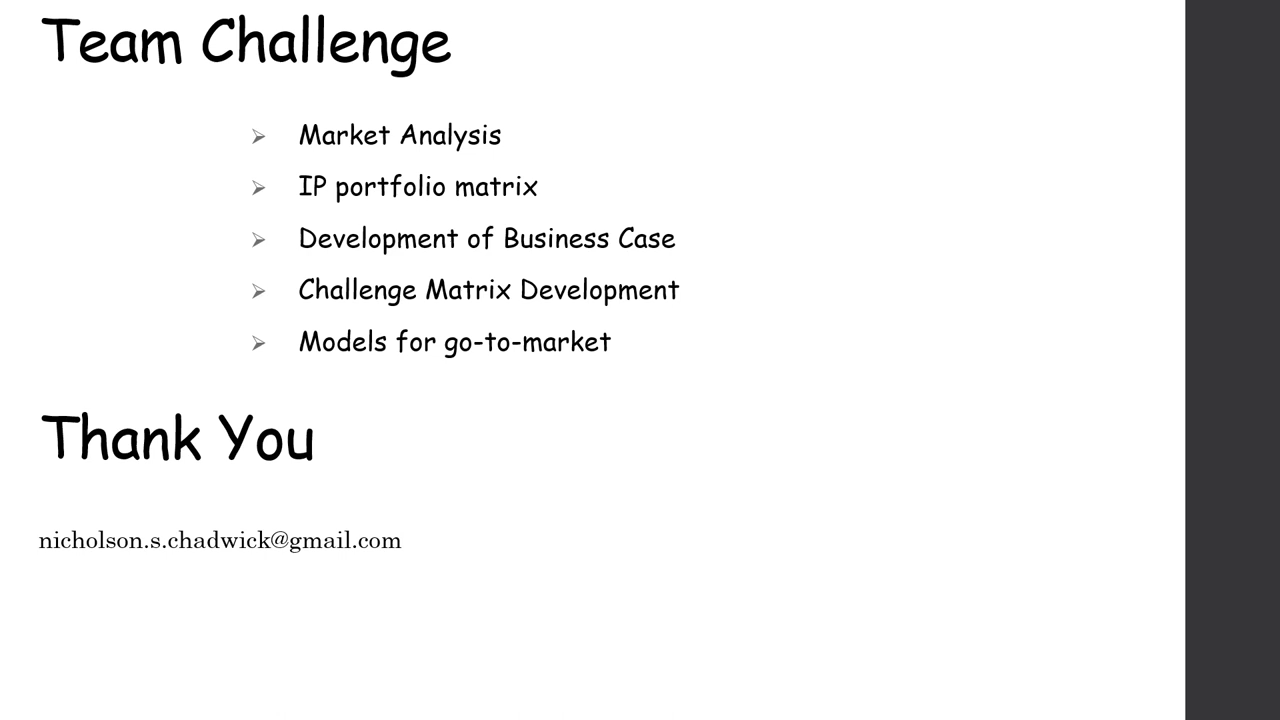 Team Challenge
Market Analysis
IP portfolio matrix
Development of Business Case
Challenge Matrix Development
Models for go-to-market
Thank You
nicholson.s.chadwick@gmail.com